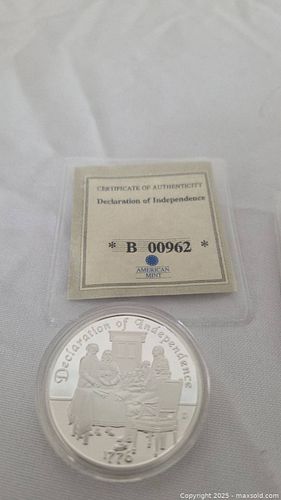 CERTIFICATE OF AUTHENTICITY
Declaration of Independence
* B 00962 *
AMERICAN
MINT
Declaration of Independence
1776
Copyright ©2025 - maxsold.com